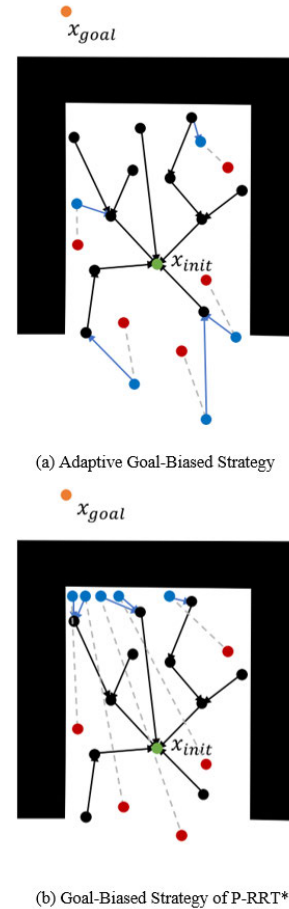 x_goal
x_init
(a) Adaptive Goal-Biased Strategy
x_goal
x_init
(b) Goal-Biased Strategy of P-RRT*